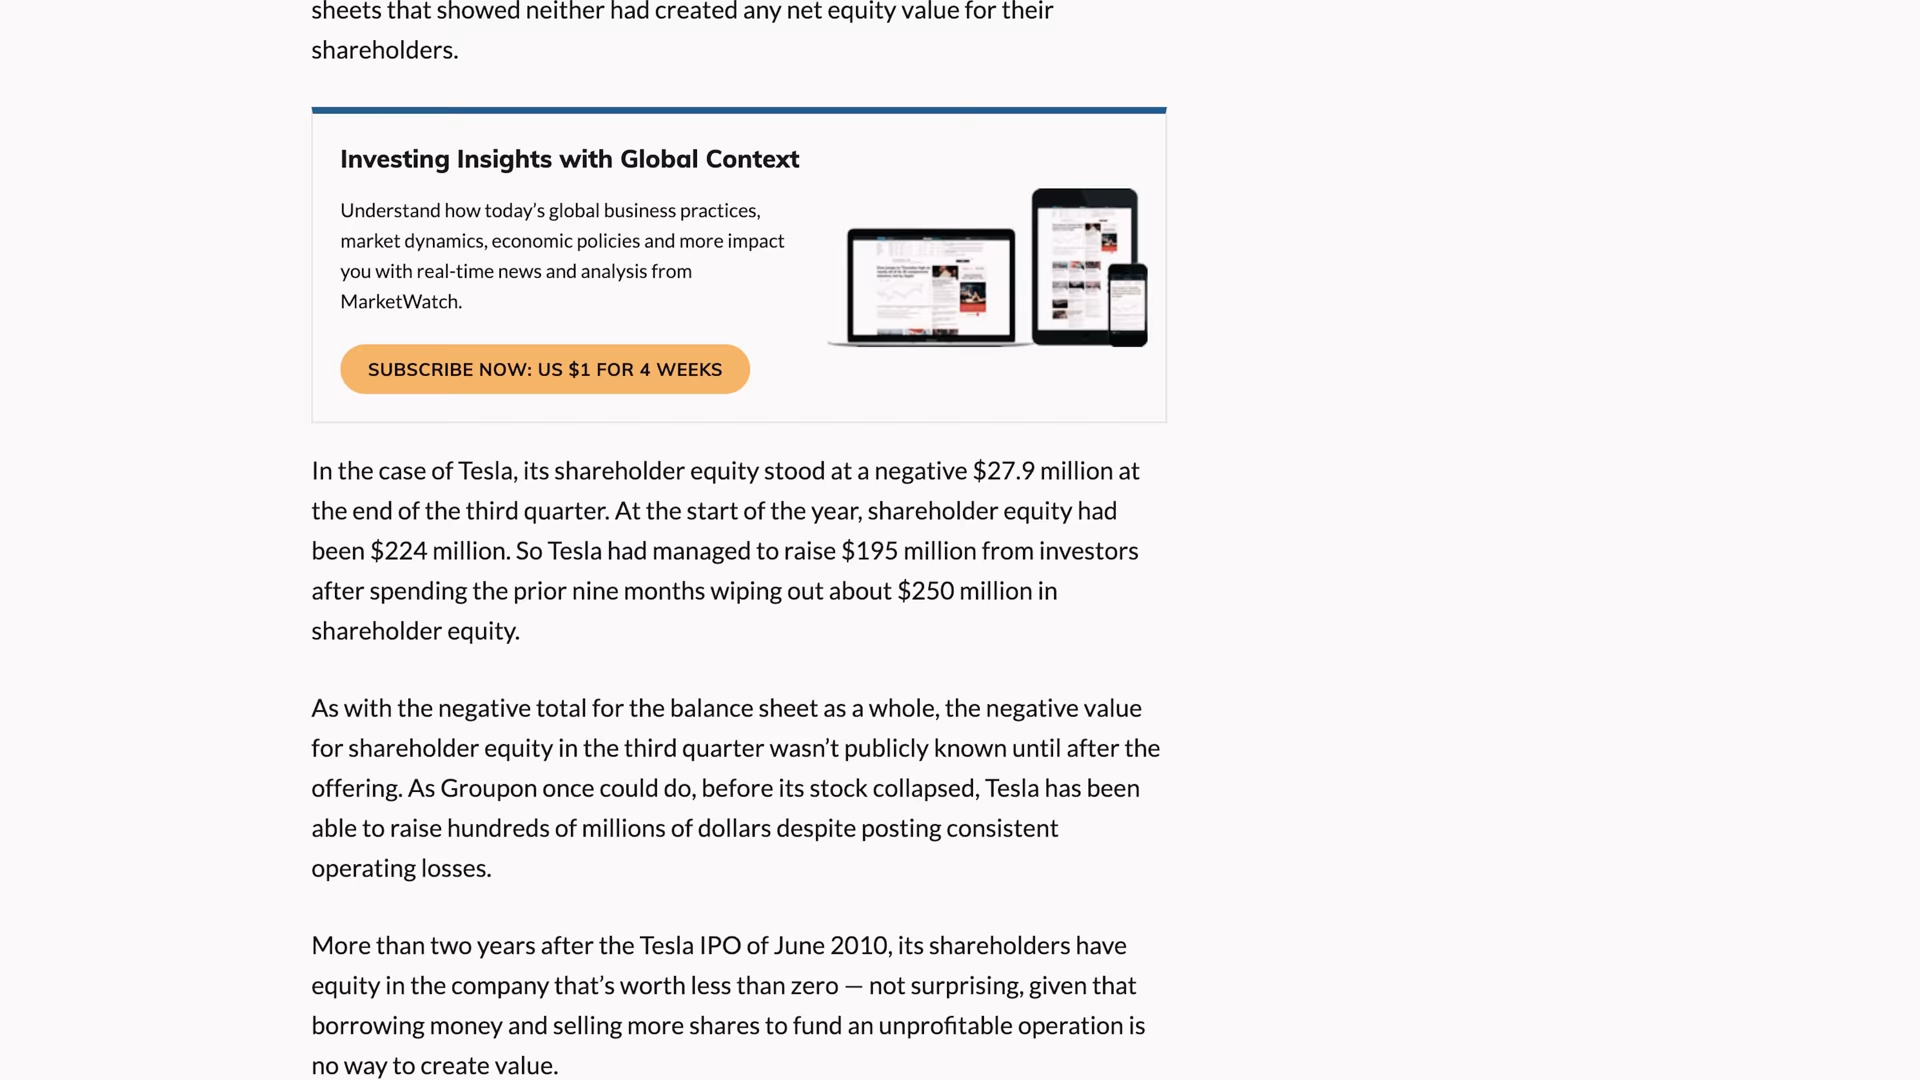 sheets that showed neither had created any net equity value for their
shareholders.
Investing Insights with Global Context
Understand how today’s global business practices,
market dynamics, economic policies and more impact
you with real-time news and analysis from
MarketWatch.
SUBSCRIBE NOW: US $1 FOR 4 WEEKS
In the case of Tesla, its shareholder equity stood at a negative $27.9 million at
the end of the third quarter. At the start of the year, shareholder equity had
been $224 million. So Tesla had managed to raise $195 million from investors
after spending the prior nine months wiping out about $250 million in
shareholder equity.
As with the negative total for the balance sheet as a whole, the negative value
for shareholder equity in the third quarter wasn’t publicly known until after the
offering. As Groupon once could do, before its stock collapsed, Tesla has been
able to raise hundreds of millions of dollars despite posting consistent
operating losses.
More than two years after the Tesla IPO of June 2010, its shareholders have
equity in the company that’s worth less than zero — not surprising, given that
borrowing money and selling more shares to fund an unprofitable operation is
no way to create value.